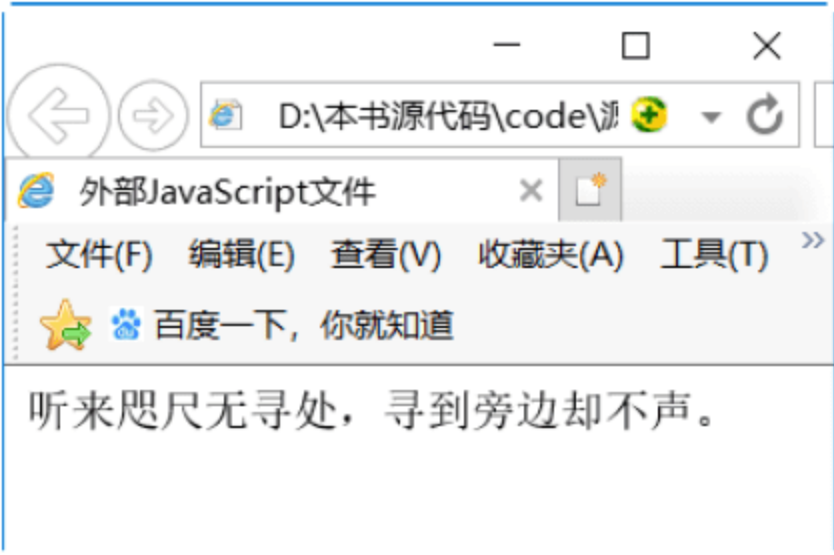 D:\本书源代码\code\源
外部JavaScript文件
文件(F) 编辑(E) 查看(V) 收藏夹(A) 工具(T) »
百度一下，你就知道
听来咫尺无寻处，寻到旁边却不声。